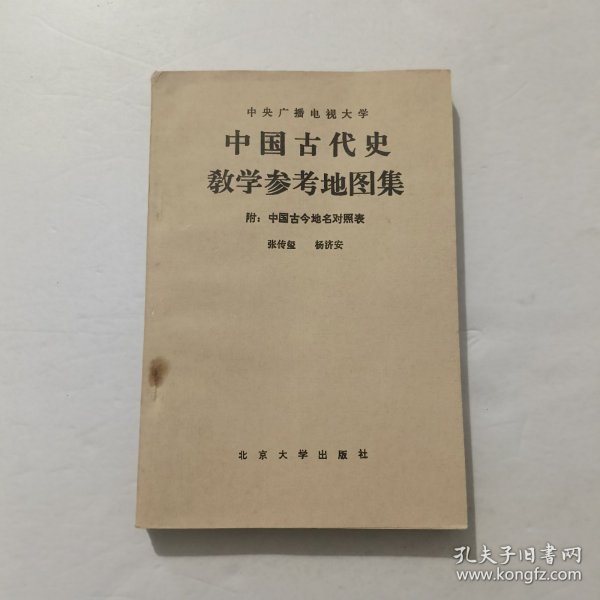 中央广播电视大学
中国古代史
教学参考地图集
附：中国古今地名对照表
张传玺 杨济安
北京大学出版社
孔夫子旧书网
www.kongfz.com